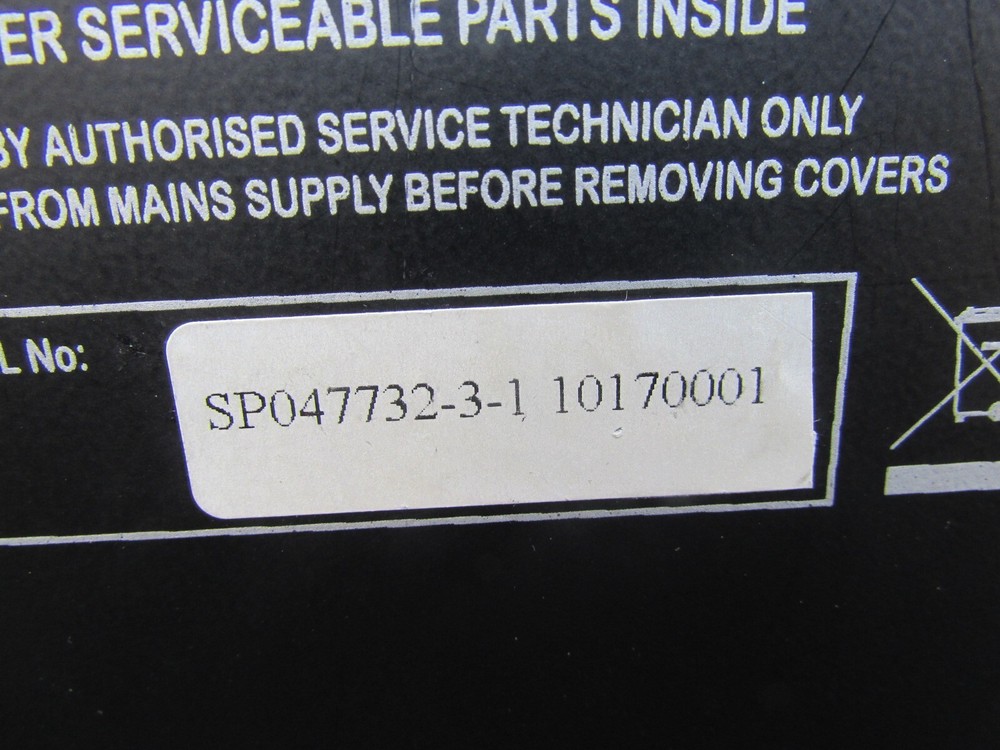 ER SERVICEABLE PARTS INSIDE
BY AUTHORISED SERVICE TECHNICIAN ONLY
FROM MAINS SUPPLY BEFORE REMOVING COVERS
L No:
SP047732-3-1 10170001